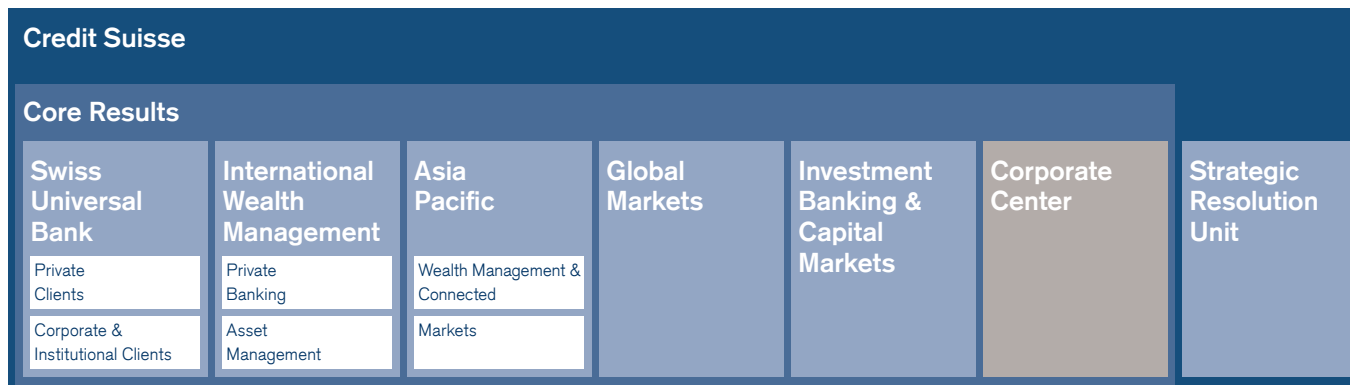 Credit Suisse
Core Results
Swiss
Universal
Bank
Private
Clients
Corporate &
Institutional Clients
International
Wealth
Management
Private
Banking
Asset
Management
Asia
Pacific
Wealth Management &
Connected
Markets
Global
Markets
Investment
Banking &
Capital
Markets
Corporate
Center
Strategic
Resolution
Unit